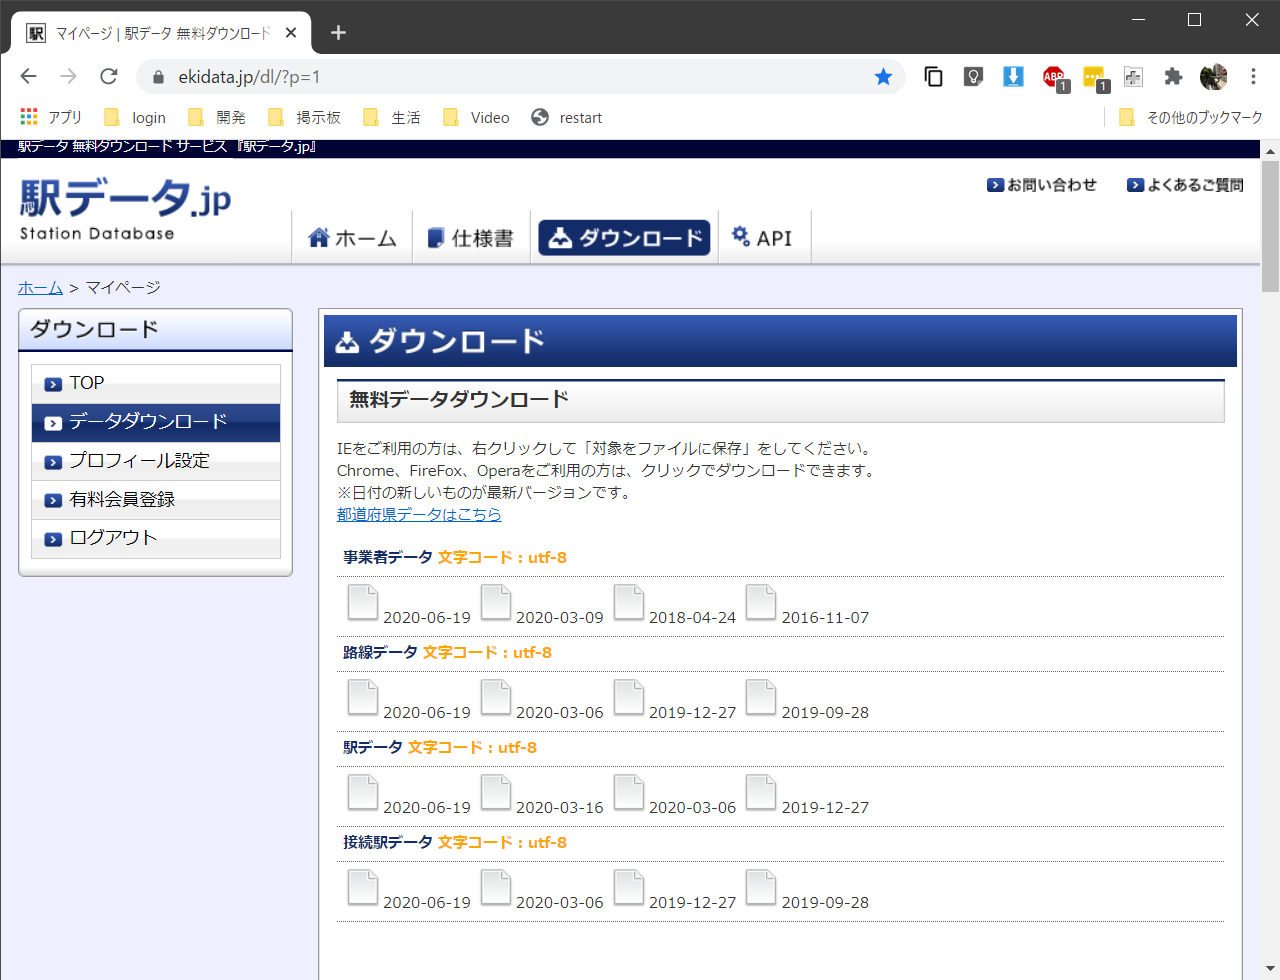 駅 マイページ | 駅データ 無料ダウンロード
ekidata.jp/dl/?p=1
ABP 1 1
アプリ login 開発 掲示板 生活 Video restart その他のブックマーク
駅データ 無料ダウンロード サービス 『駅データ.jp』
駅データ.jp
Station Database
お問い合わせ よくあるご質問
ホーム 仕様書 ダウンロード API
ホーム > マイページ
ダウンロード
TOP
データダウンロード
プロフィール設定
有料会員登録
ログアウト
ダウンロード
無料データダウンロード
IEをご利用の方は、右クリックして「対象をファイルに保存」をしてください。
Chrome、FireFox、Operaをご利用の方は、クリックでダウンロードできます。
※日付の新しいものが最新バージョンです。
都道府県データはこちら
事業者データ 文字コード：utf-8
2020-06-19 2020-03-09 2018-04-24 2016-11-07
路線データ 文字コード：utf-8
2020-06-19 2020-03-06 2019-12-27 2019-09-28
駅データ 文字コード：utf-8
2020-06-19 2020-03-16 2020-03-06 2019-12-27
接続駅データ 文字コード：utf-8
2020-06-19 2020-03-06 2019-12-27 2019-09-28